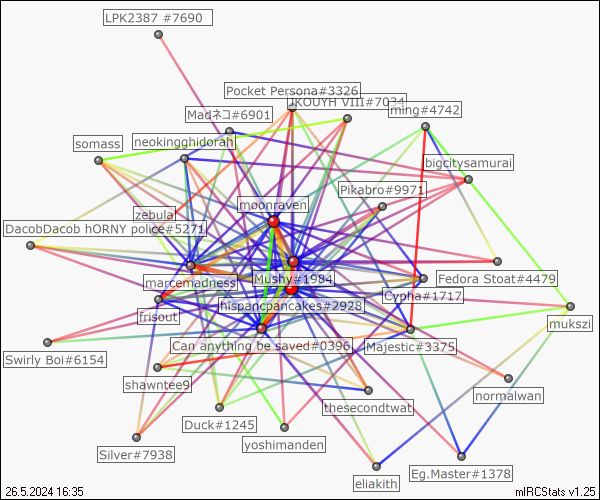 LPK2387 #7690
Pocket Persona#3326
IKOUYH VIII#7034
Madネコ#6901
ming#4742
somass
neokingghidorah
bigcitysamurai
Pikabro#9971
moonraven
zebula
DacobDacob hORNY police#5271
marcemadness
Mushy#1984
Fedora Stoat#4479
Cypha#1717
hispanicpancakes#2928
frisout
mukszi
Can anything be saved#0396
Majestic#3375
Swirly Boi#6154
shawntee9
normalwan
thesecondtwat
Duck#1245
yoshimanden
Silver#7938
Eg.Master#1378
eliakith
26.5.2024 16:35
mIRCStats v1.25